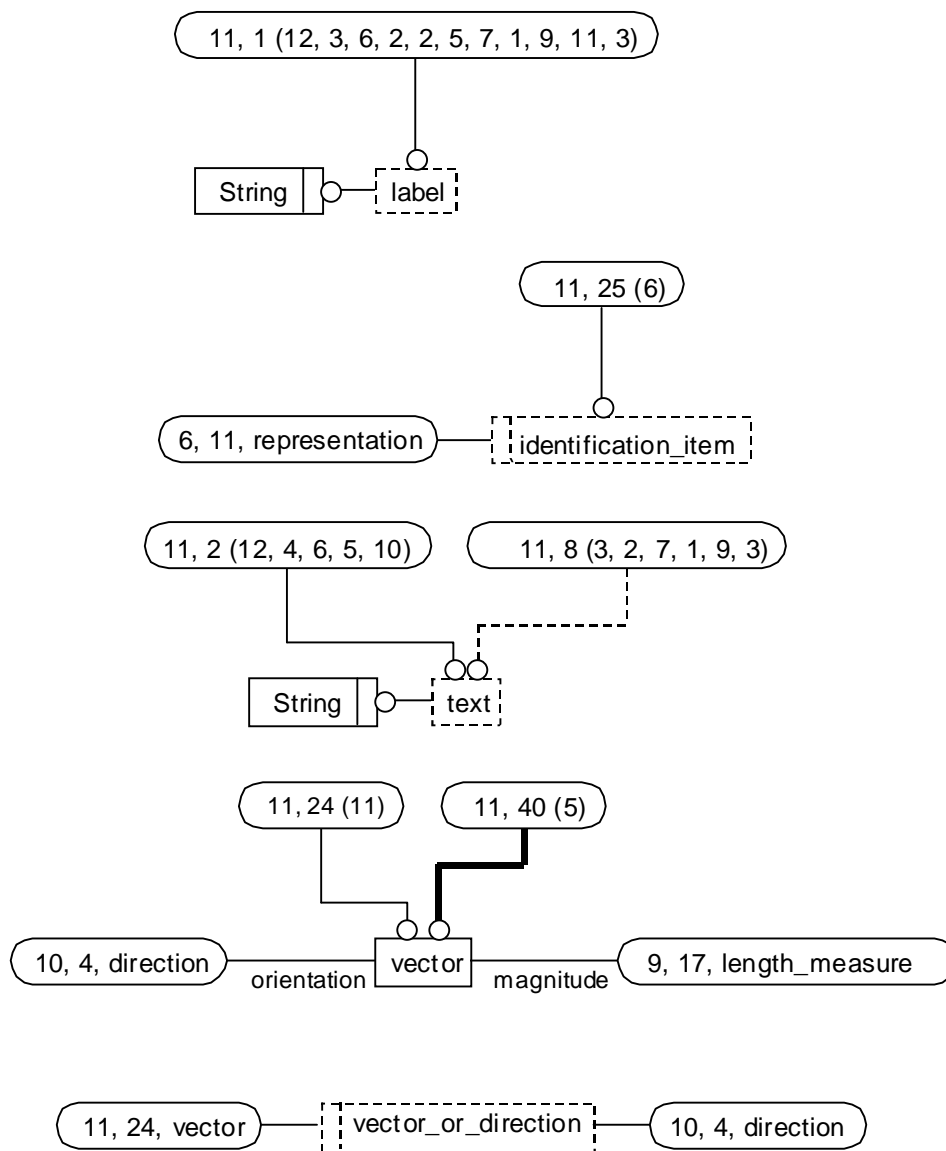 11, 1 (12, 3, 6, 2, 2, 5, 7, 1, 9, 11, 3)
String label
11, 25 (6)
6, 11, representation identification_item
11, 2 (12, 4, 6, 5, 10) 11, 8 (3, 2, 7, 1, 9, 3)
String text
11, 24 (11) 11, 40 (5)
10, 4, direction orientation vector magnitude 9, 17, length_measure
11, 24, vector vector_or_direction 10, 4, direction